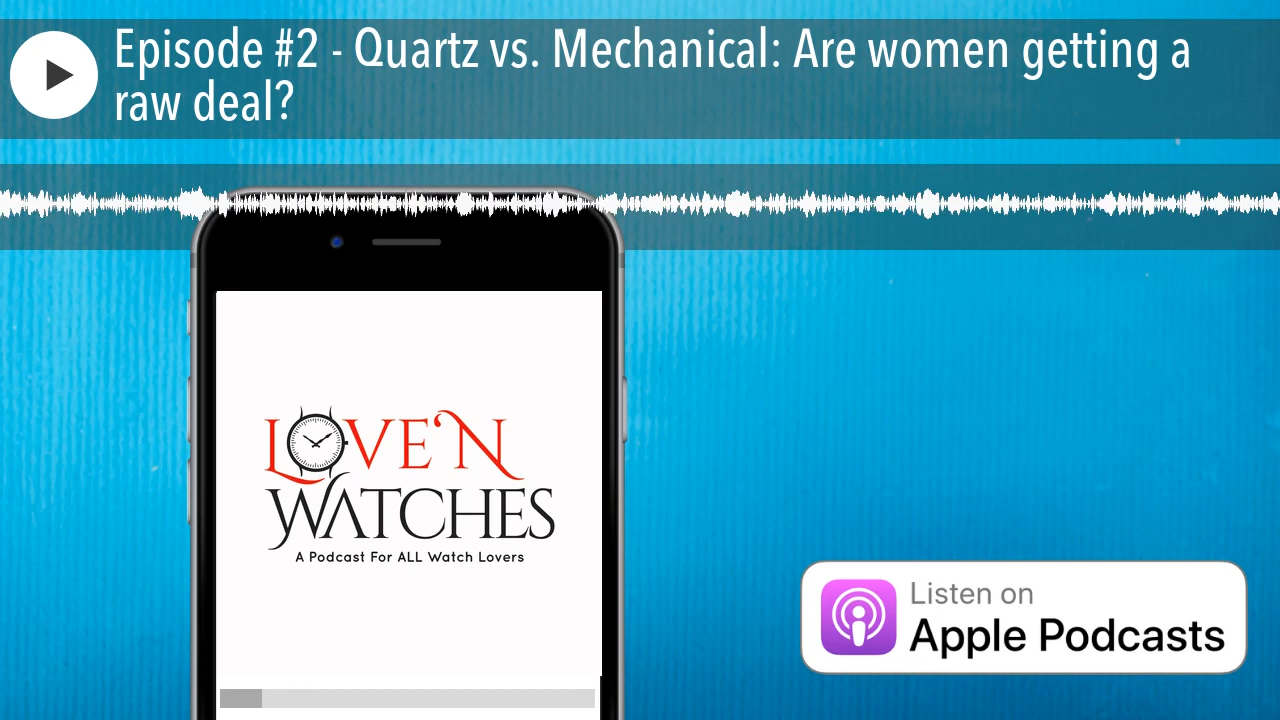 Episode #2 - Quartz vs. Mechanical: Are women getting a
raw deal?
LOVE'N
WATCHES
A Podcast For ALL Watch Lovers
Listen on
Apple Podcasts